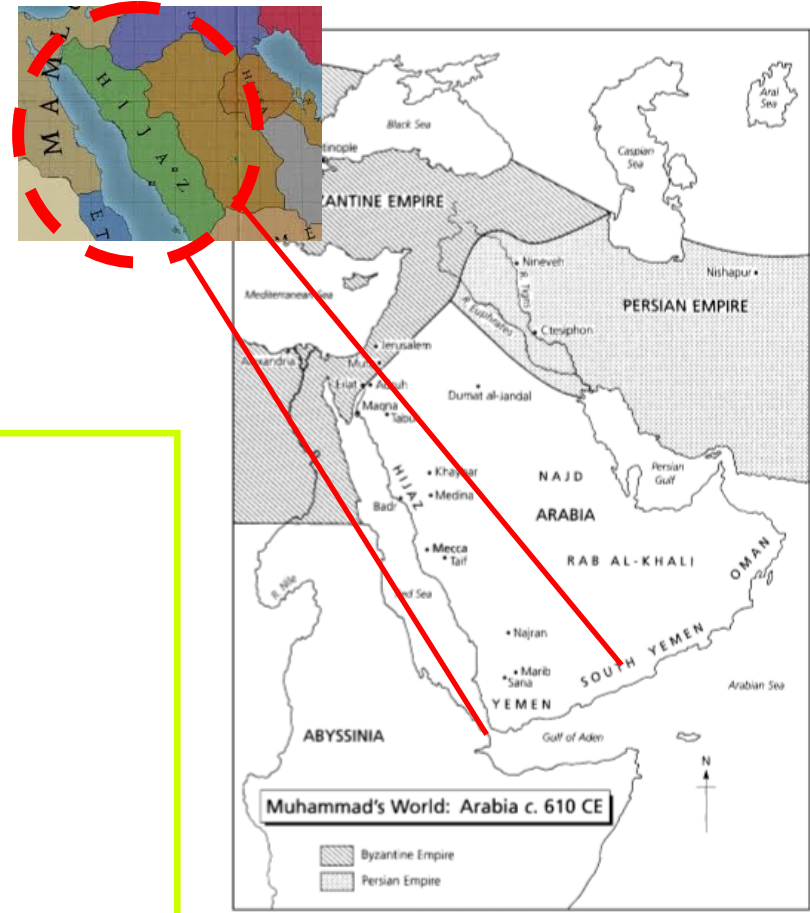 MAML
HIJAZ
ET
Black Sea
Caspian
Sea
Aral
Sea
tinople
ZANTINE EMPIRE
Nineveh
R. Tigris
Nishapur
Mediterranean Sea
PERSIAN EMPIRE
R. Euphrates
Ctesiphon
Jerusalem
Alexandria
Dumat al-Jandal
Maqna
HIJAZ
Medina
NAJD
Persian
Gulf
Badr
ARABIA
Mecca
Taif
RAB AL-KHALI
OMAN
R. Nile
Red Sea
Najran
Marib
Sana
SOUTH YEMEN
YEMEN
Arabian Sea
ABYSSINIA
Gulf of Aden
N
Muhammad's World: Arabia c. 610 CE
Byzantine Empire
Persian Empire